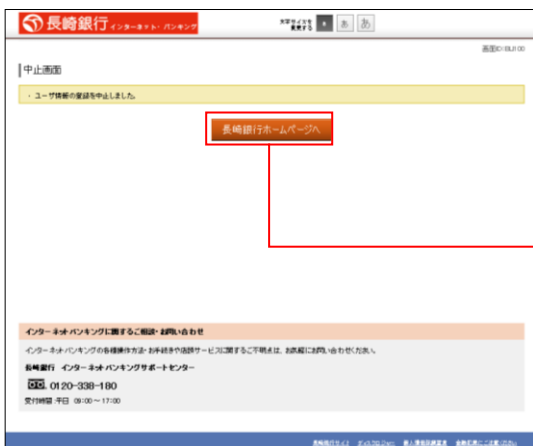 長崎銀行 インターネット・バンキング
文字サイズを
変更する
あ あ
画面ID:BLI100
中止画面
・ユーザ情報の登録を中止しました。
長崎銀行ホームページへ
インターネットバンキングに関するご相談・お問い合わせ
インターネットバンキングの各種操作方法・お手続きや店頭サービスに関するご不明点は、お気軽にお問い合わせください。
長崎銀行 インターネットバンキングサポートセンター
0120-338-180
受付時間:平日 09:00~17:00